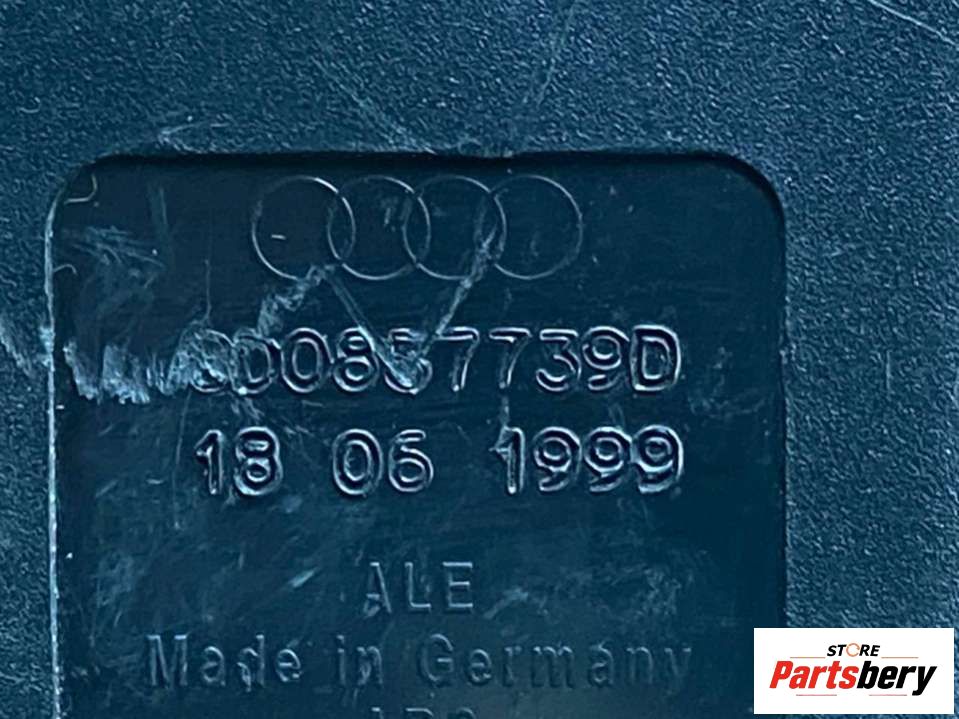 8D0857739D
18 06 1999
ALE
Made in Germany
STORE
Partsbery